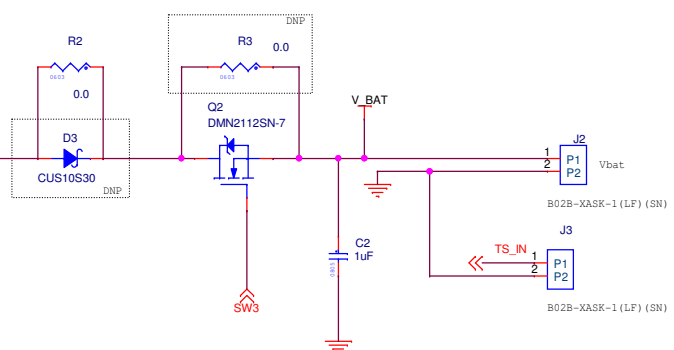 DNP
R2
R3
0.0
0603
0603
0.0
Q2
DMN2112SN-7
V_BAT
D3
CUS10S30
DNP
J2
1
P1
2
P2
Vbat
B02B-XASK-1(LF)(SN)
J3
TS_IN
1
P1
2
P2
B02B-XASK-1(LF)(SN)
C2
1uF
0805
SW3